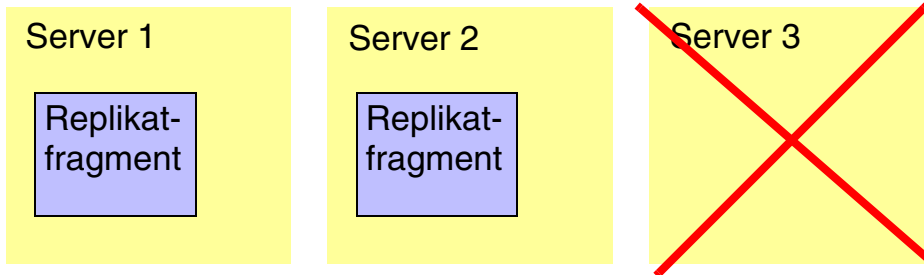 Server 1
Server 2
Server 3
Replikat-
fragment
Replikat-
fragment